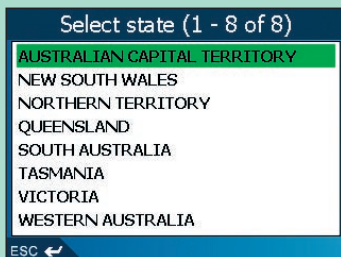 Select state (1 - 8 of 8)
AUSTRALIAN CAPITAL TERRITORY
NEW SOUTH WALES
NORTHERN TERRITORY
QUEENSLAND
SOUTH AUSTRALIA
TASMANIA
VICTORIA
WESTERN AUSTRALIA
ESC